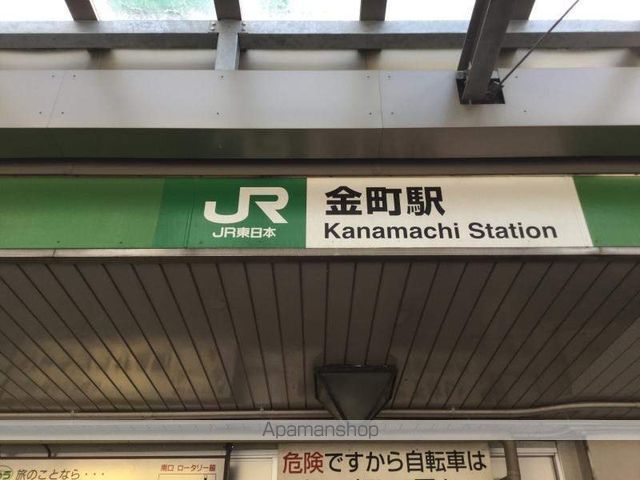 JR
JR東日本
金町駅
Kanamachi Station
Apamanshop
旅のことなら・・・
南口 ロータリー脇
危険ですから自転車は